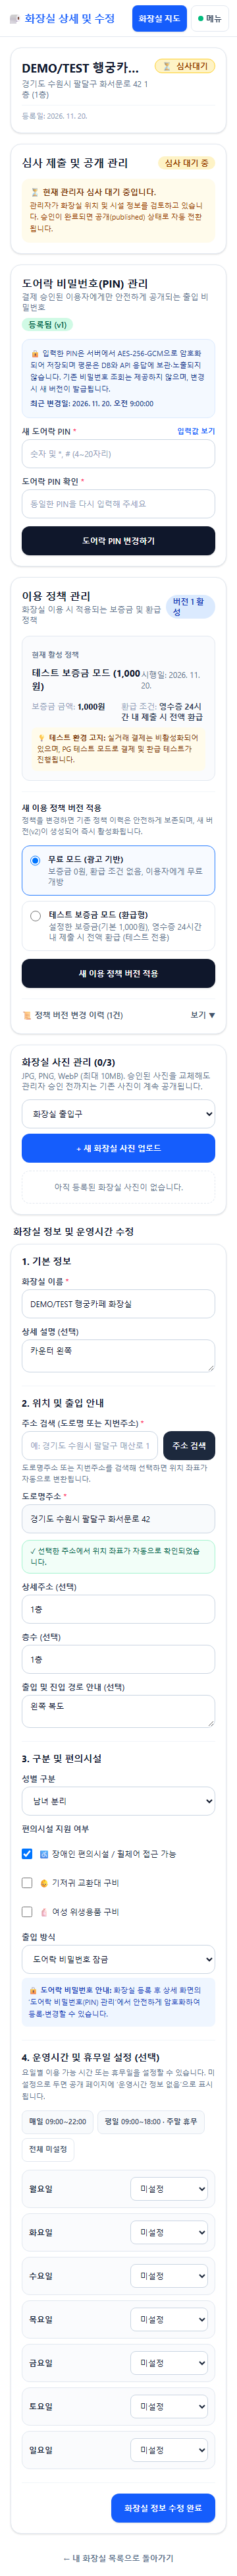 화장실 상세 및 수정
화장실 지도
메뉴
DEMO/TEST 행궁카...
⏳ 심사대기
경기도 수원시 팔달구 화서문로 42 1
층 (1층)
등록일: 2026. 11. 20.
심사 제출 및 공개 관리
심사 대기 중
⏳ 현재 관리자 심사 대기 중입니다.
관리자가 화장실 위치 및 시설 정보를 검토하고 있습니
다. 승인이 완료되면 공개(published) 상태로 자동 전환
됩니다.
도어락 비밀번호(PIN) 관리
결제 승인된 이용자에게만 안전하게 공개되는 출입 비
밀번호
등록됨 (v1)
🔒 입력한 PIN은 서버에서 AES-256-GCM으로 암호화
되어 저장되며 평문은 DB와 API 응답에 보관·노출되지
않습니다. 기존 비밀번호 조회는 제공하지 않으며, 변경
시 새 버전이 발급됩니다.
최근 변경일: 2026. 11. 20. 오전 9:00:00
새 도어락 PIN *
입력값 보기
숫자 및 *, # (4~20자리)
도어락 PIN 확인 *
동일한 PIN을 다시 입력해 주세요
도어락 PIN 변경하기
이용 정책 관리
화장실 이용 시 적용되는 보증금 및 환급
정책
버전 1 활
성
현재 활성 정책
테스트 보증금 모드 (1,000
원)
시행일: 2026. 11.
20.
보증금 금액: 1,000원
환급 조건: 영수증 24시
간 내 제출 시 전액 환급
💡 테스트 환경 고지: 실거래 결제는 비활성화되어
있으며, PG 테스트 모드로 결제 및 환급 테스트가
진행됩니다.
새 이용 정책 버전 적용
정책을 변경하면 기존 정책 이력은 안전하게 보존되며, 새 버
전(v2)이 생성되어 즉시 활성화됩니다.
무료 모드 (광고 기반)
보증금 0원, 환급 조건 없음, 이용자에게 무료
개방
테스트 보증금 모드 (환급형)
설정한 보증금(기본 1,000원), 영수증 24시간
내 제출 시 전액 환급 (테스트 전용)
새 이용 정책 버전 적용
📜 정책 버전 변경 이력 (1건)
보기 ▼
화장실 사진 관리 (0/3)
JPG, PNG, WebP (최대 10MB). 승인된 사진을 교체해도
관리자 승인 전까지는 기존 사진이 계속 공개됩니다.
화장실 출입구
+ 새 화장실 사진 업로드
아직 등록된 화장실 사진이 없습니다.
화장실 정보 및 운영시간 수정
1. 기본 정보
화장실 이름 *
DEMO/TEST 행궁카페 화장실
상세 설명 (선택)
카운터 왼쪽
2. 위치 및 출입 안내
주소 검색 (도로명 또는 지번주소) *
예: 경기도 수원시 팔달구 매산로 1
주소 검색
도로명주소 또는 지번주소를 검색해 선택하면 위치 좌표가
자동으로 변환됩니다.
도로명주소 *
경기도 수원시 팔달구 화서문로 42
✓ 선택한 주소에서 위치 좌표가 자동으로 확인되었습
니다.
상세주소 (선택)
1층
층수 (선택)
1층
출입 및 진입 경로 안내 (선택)
왼쪽 복도
3. 구분 및 편의시설
성별 구분
남녀 분리
편의시설 지원 여부
♿ 장애인 편의시설 / 휠체어 접근 가능
👶 기저귀 교환대 구비
여성 위생용품 구비
출입 방식
도어락 비밀번호 잠금
🔒 도어락 비밀번호 안내: 화장실 등록 후 상세 화면의
'도어락 비밀번호(PIN) 관리'에서 안전하게 암호화하여
등록·변경할 수 있습니다.
4. 운영시간 및 휴무일 설정 (선택)
요일별 이용 가능 시간 또는 휴무일을 설정할 수 있습니다. 미
설정으로 두면 공개 페이지에 '운영시간 정보 없음'으로 표시
됩니다.
매일 09:00~22:00
평일 09:00~18:00 · 주말 휴무
전체 미설정
월요일
미설정
화요일
미설정
수요일
미설정
목요일
미설정
금요일
미설정
토요일
미설정
일요일
미설정
화장실 정보 수정 완료
← 내 화장실 목록으로 돌아가기